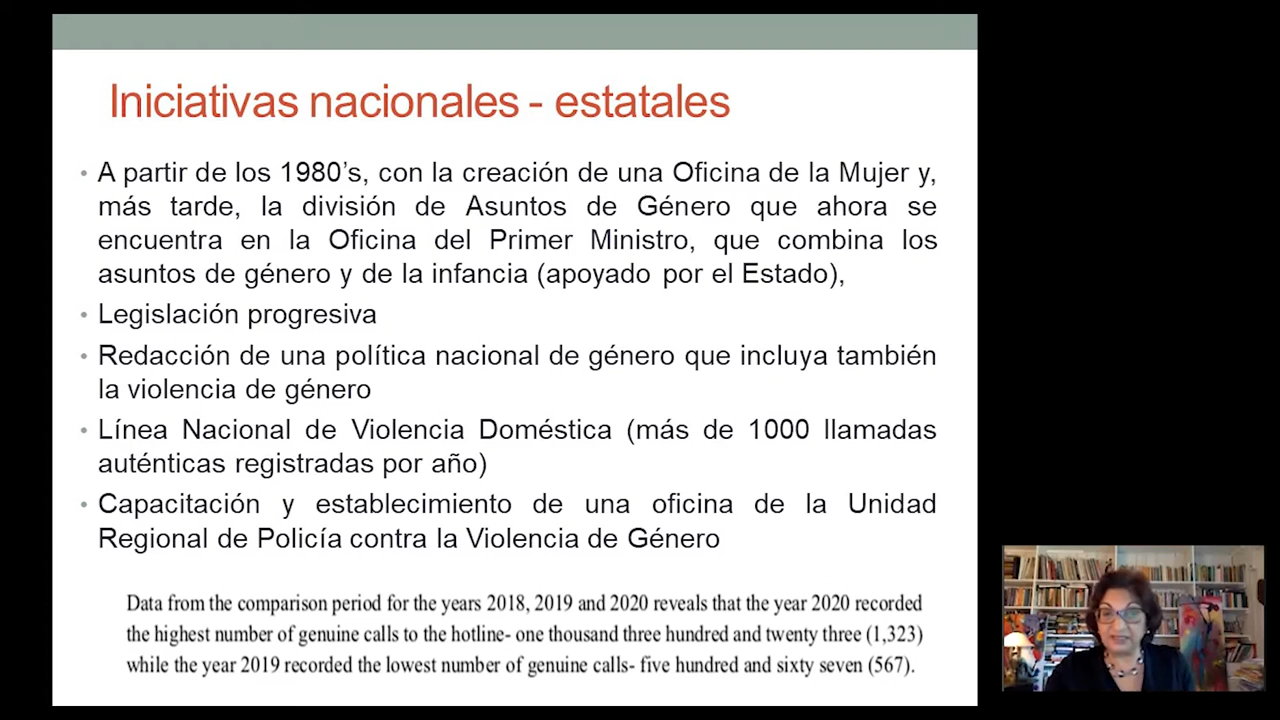 Iniciativas nacionales - estatales
• A partir de los 1980's, con la creación de una Oficina de la Mujer y,
más tarde, la división de Asuntos de Género que ahora se
encuentra en la Oficina del Primer Ministro, que combina los
asuntos de género y de la infancia (apoyado por el Estado),
• Legislación progresiva
• Redacción de una política nacional de género que incluya también
la violencia de género
• Línea Nacional de Violencia Doméstica (más de 1000 llamadas
auténticas registradas por año)
• Capacitación y establecimiento de una oficina de la Unidad
Regional de Policía contra la Violencia de Género
Data from the comparison period for the years 2018, 2019 and 2020 reveals that the year 2020 recorded
the highest number of genuine calls to the hotline- one thousand three hundred and twenty three (1,323)
while the year 2019 recorded the lowest number of genuine calls- five hundred and sixty seven (567).